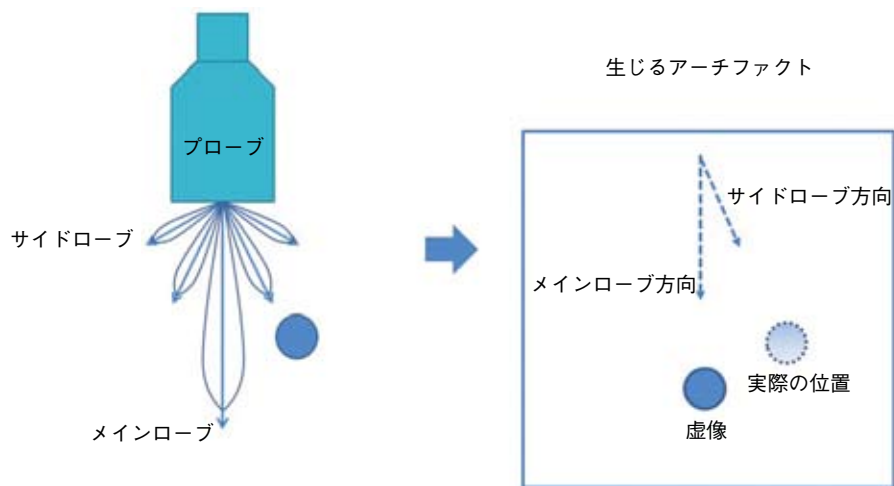 プローブ
サイドローブ
メインローブ
生じるアーチファクト
サイドローブ方向
メインローブ方向
実際の位置
虚像